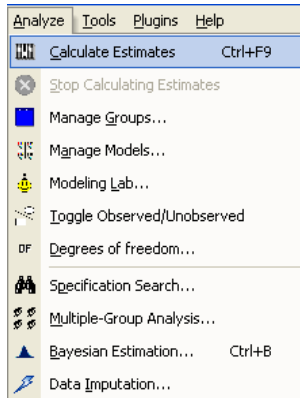 Analyze Tools Plugins Help
Calculate Estimates Ctrl+F9
Stop Calculating Estimates
Manage Groups...
Manage Models...
Modeling Lab...
Toggle Observed/Unobserved
DF Degrees of freedom...
Specification Search...
Multiple-Group Analysis...
Bayesian Estimation... Ctrl+B
Data Imputation...